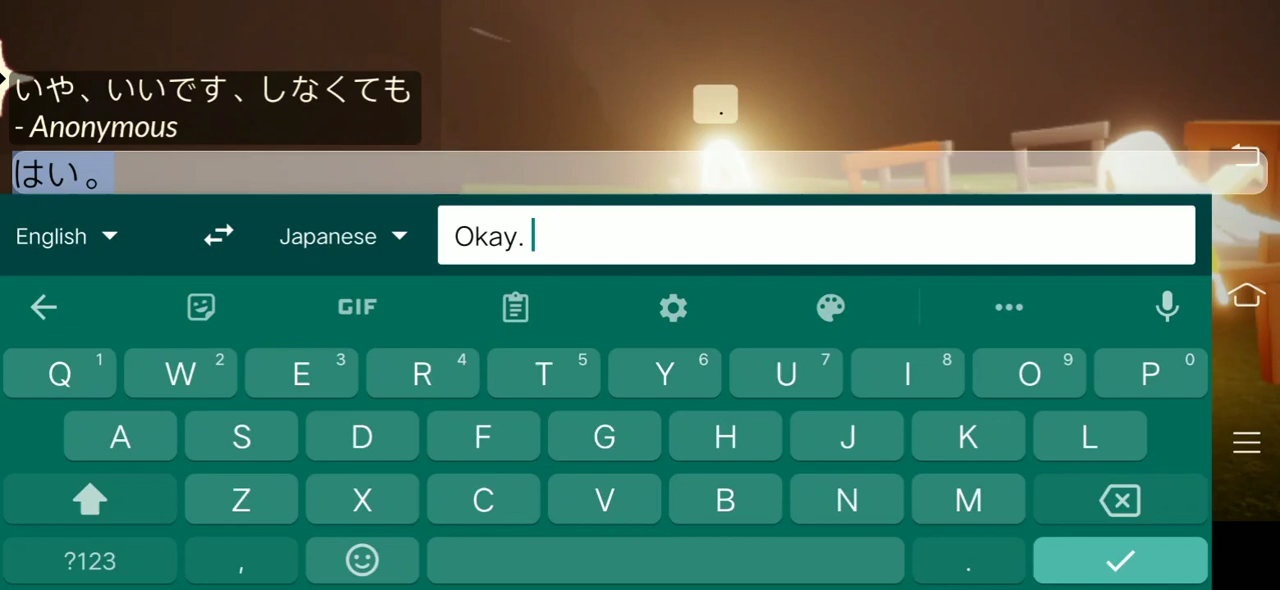 いや、いいです、しなくても
- Anonymous
.
はい。
English
Japanese
Okay.
GIF
Q 1 W 2 E 3 R 4 T 5 Y 6 U 7 I 8 O 9 P 0
A S D F G H J K L
Z X C V B N M
?123 , .